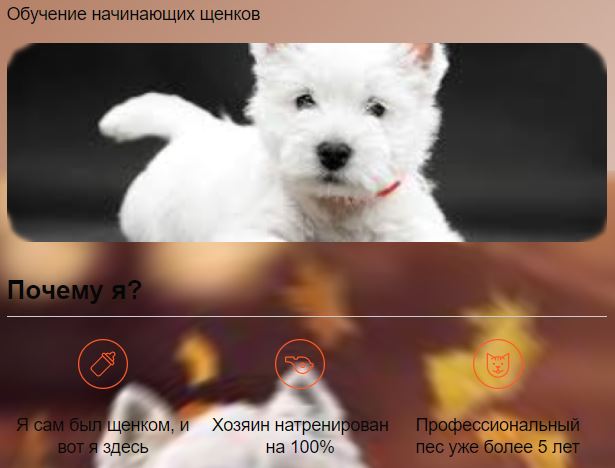 Обучение начинающих щенков
Почему я?
Я сам был щенком, и
вот я здесь
Хозяин натренирован
на 100%
Профессиональный
пес уже более 5 лет